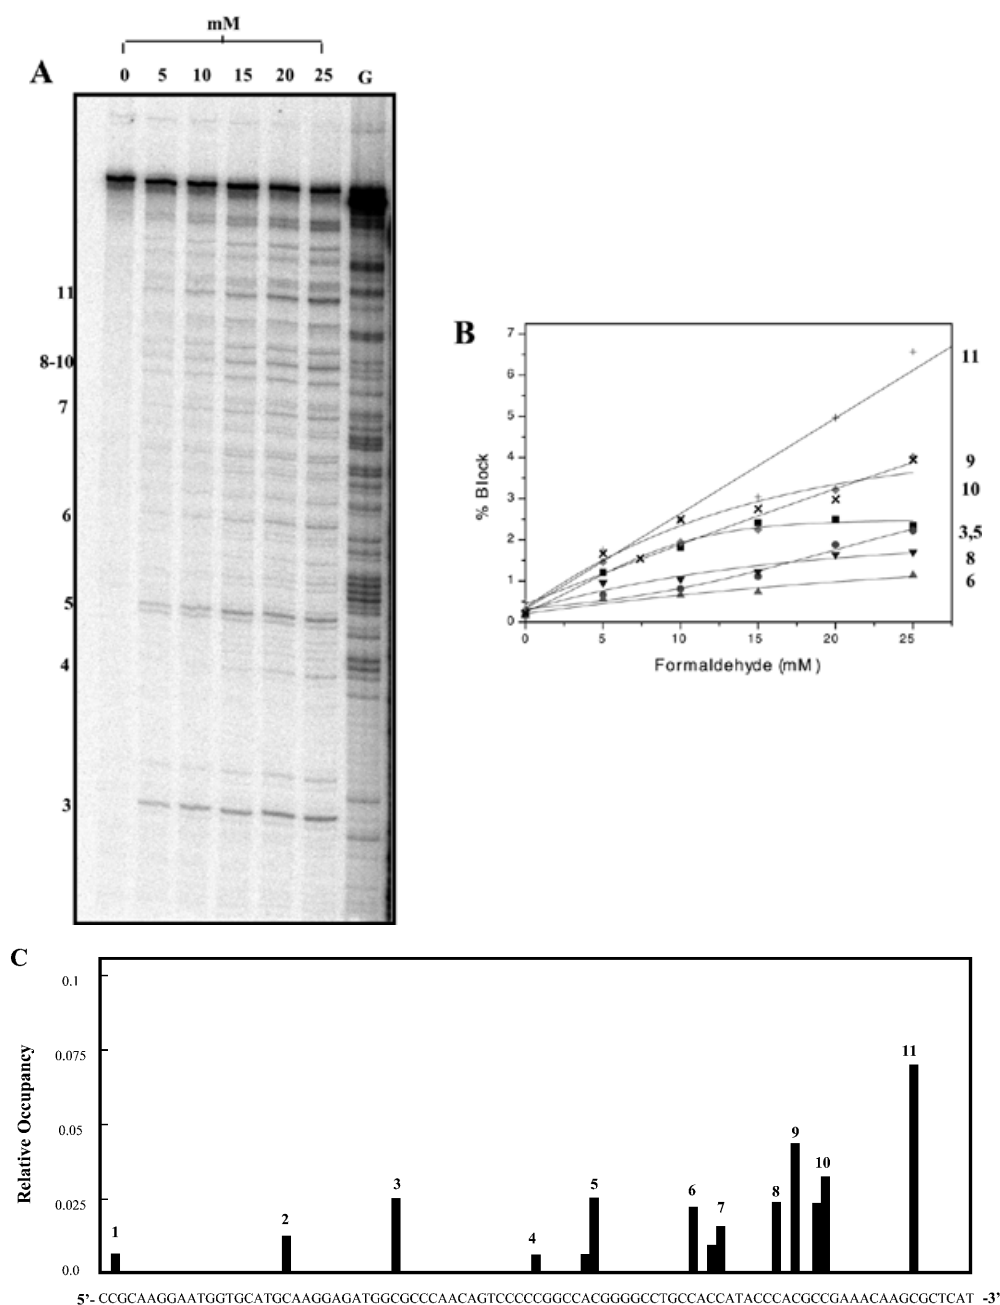 mM
A
0 5 10 15 20 25 G
11
8-10
7
6
5
4
3
B
7
6
5
4
3
2
1
0
% Block
0 5 10 15 20 25
Formaldehyde (mM)
11
9
10
3,5
8
6
C
0.1
0.075
0.05
0.025
0.0
Relative Occupancy
1 2 3 4 5 6 7 8 9 10 11
5'- CCGCAAGGAATGGTGCATGCAAGGAGATGGCGCCCAACAGTCCCCCGGCCACGGGGCCTGCCACCATACCCACGCCGAAACAAGCGCTCAT -3'